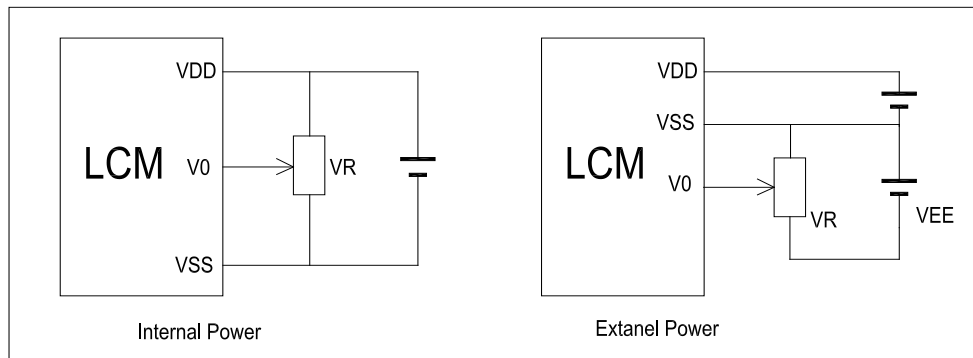 VDD
LCM
V0
VR
VSS
Internal Power
VDD
VSS
LCM
V0
VR
VEE
Extanel Power